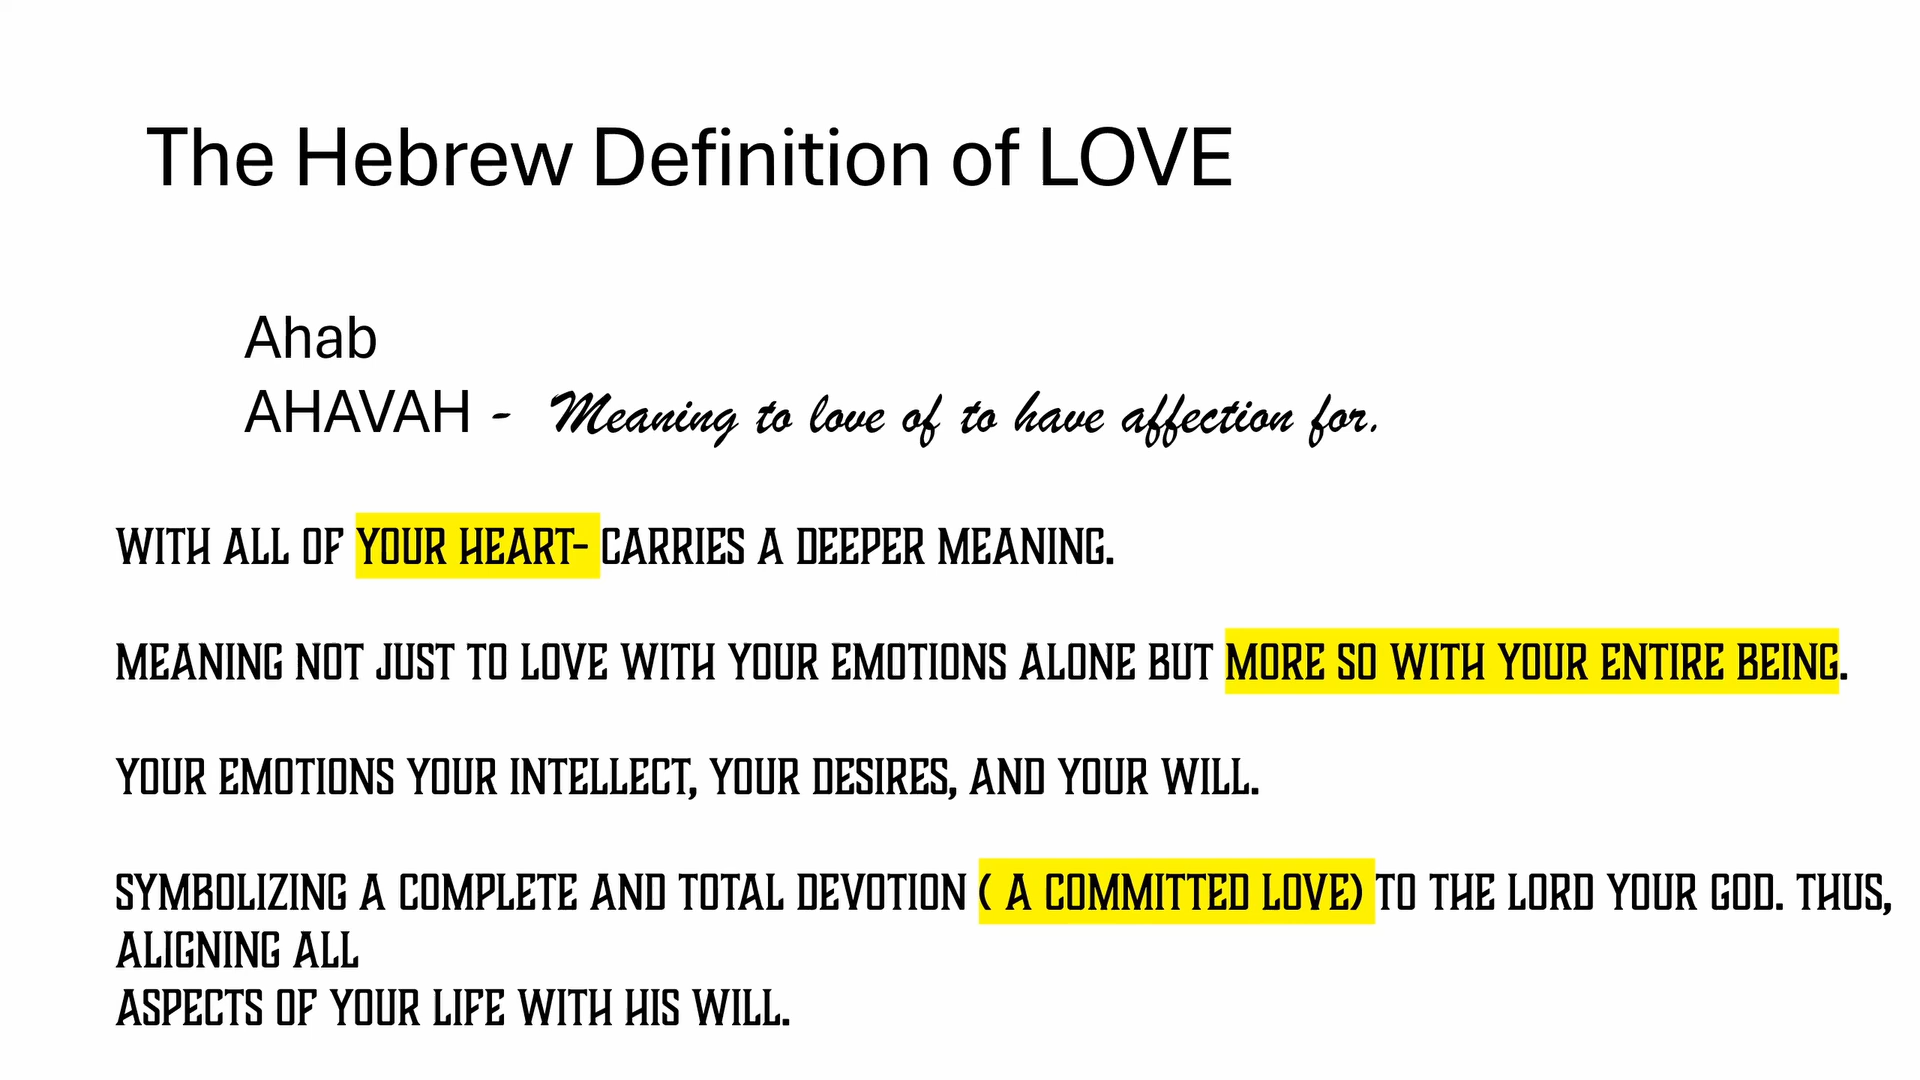 The Hebrew Definition of LOVE
Ahab
AHAVAH - Meaning to love of to have affection for.
WITH ALL OF YOUR HEART- CARRIES A DEEPER MEANING.
MEANING NOT JUST TO LOVE WITH YOUR EMOTIONS ALONE BUT MORE SO WITH YOUR ENTIRE BEING.
YOUR EMOTIONS YOUR INTELLECT, YOUR DESIRES, AND YOUR WILL.
SYMBOLIZING A COMPLETE AND TOTAL DEVOTION ( A COMMITTED LOVE) TO THE LORD YOUR GOD. THUS,
ALIGNING ALL
ASPECTS OF YOUR LIFE WITH HIS WILL.